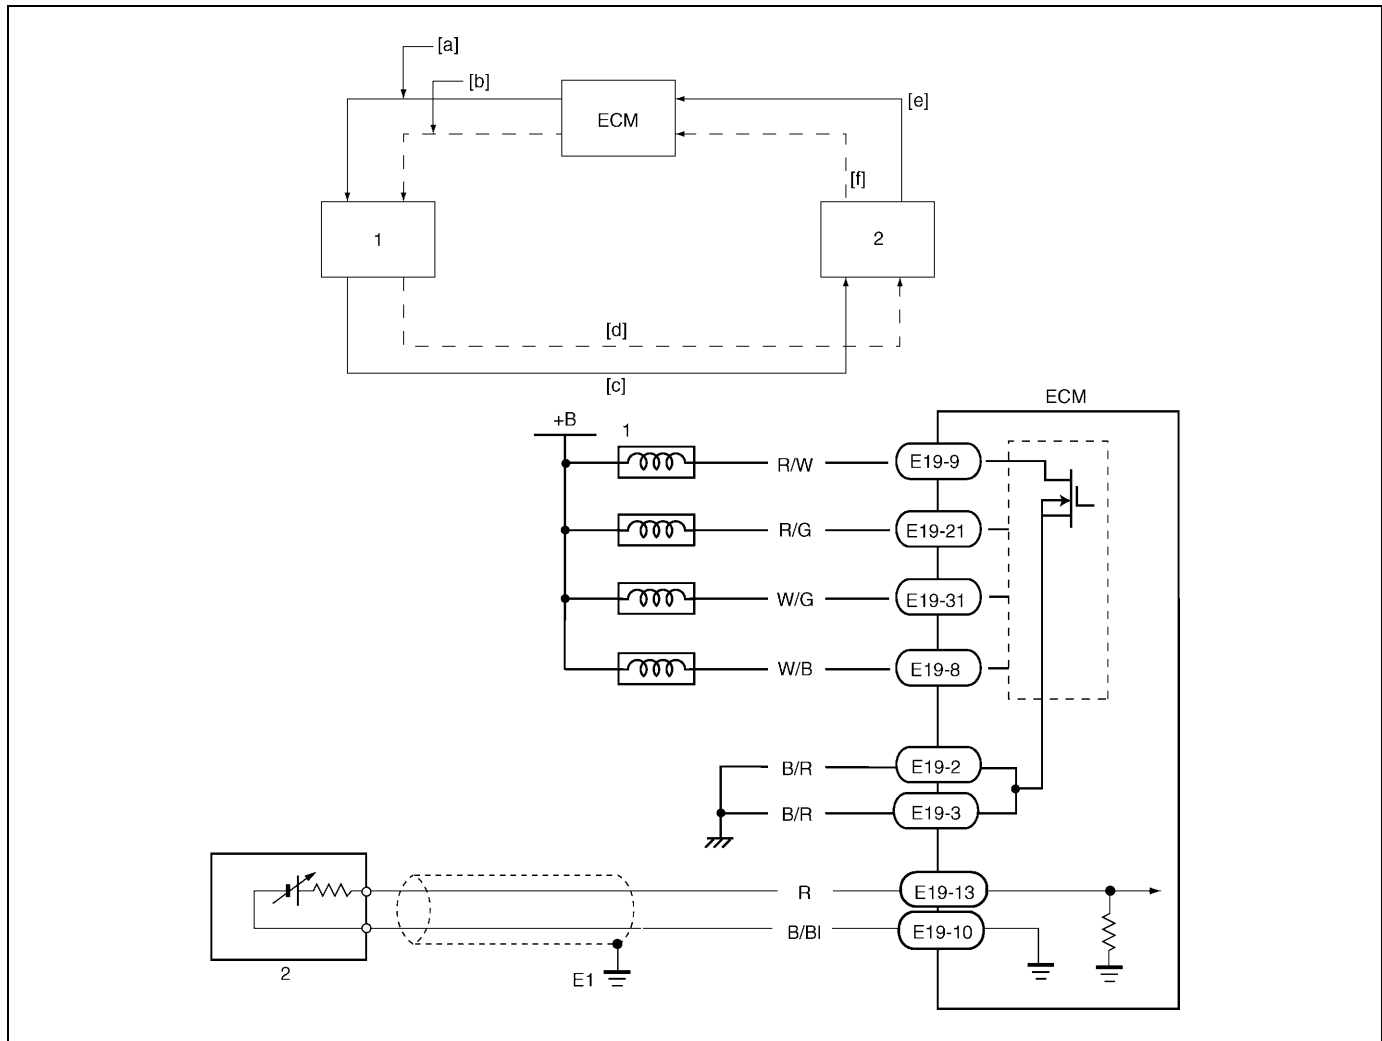 [a]
[b]
ECM
[e]
[f]
1
2
[d]
[c]
ECM
+B
1
R/W
E19-9
R/G
E19-21
W/G
E19-31
W/B
E19-8
B/R
E19-2
B/R
E19-3
R
E19-13
B/Bl
E19-10
2
E1